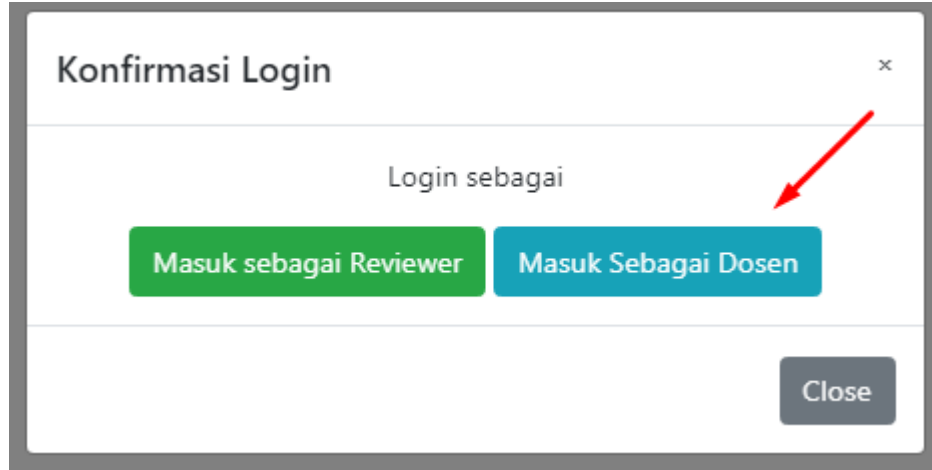 Konfirmasi Login ×
Login sebagai
Masuk sebagai Reviewer Masuk Sebagai Dosen
Close